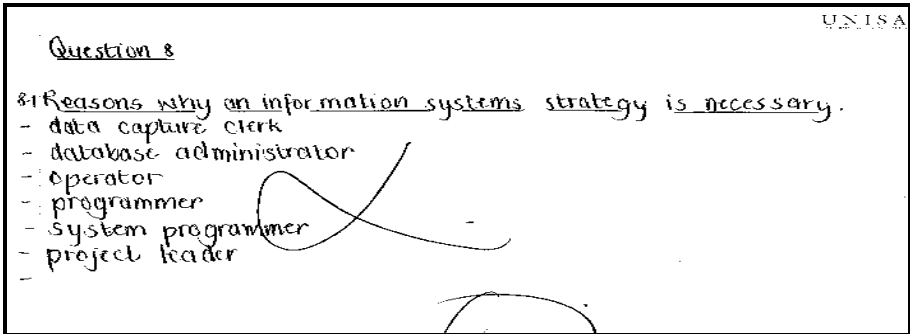 UNISA
Question 8
8.1 Reasons why an information systems strategy is necessary.
- data capture clerk
- database administrator
- operator
- programmer
- system programmer
- project leader
-